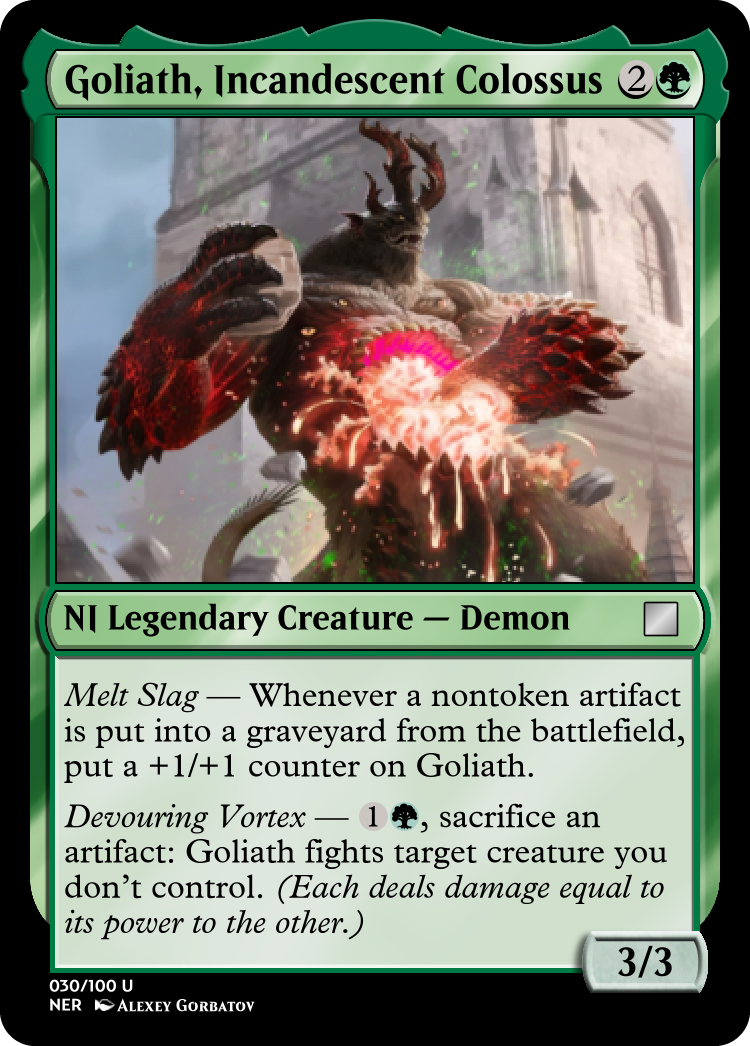 Goliath, Incandescent Colossus 2
NI Legendary Creature — Demon
Melt Slag — Whenever a nontoken artifact
is put into a graveyard from the battlefield,
put a +1/+1 counter on Goliath.
Devouring Vortex — 1, sacrifice an
artifact: Goliath fights target creature you
don't control. (Each deals damage equal to
its power to the other.)
3/3
030/100 U
NER Alexey Gorbatov